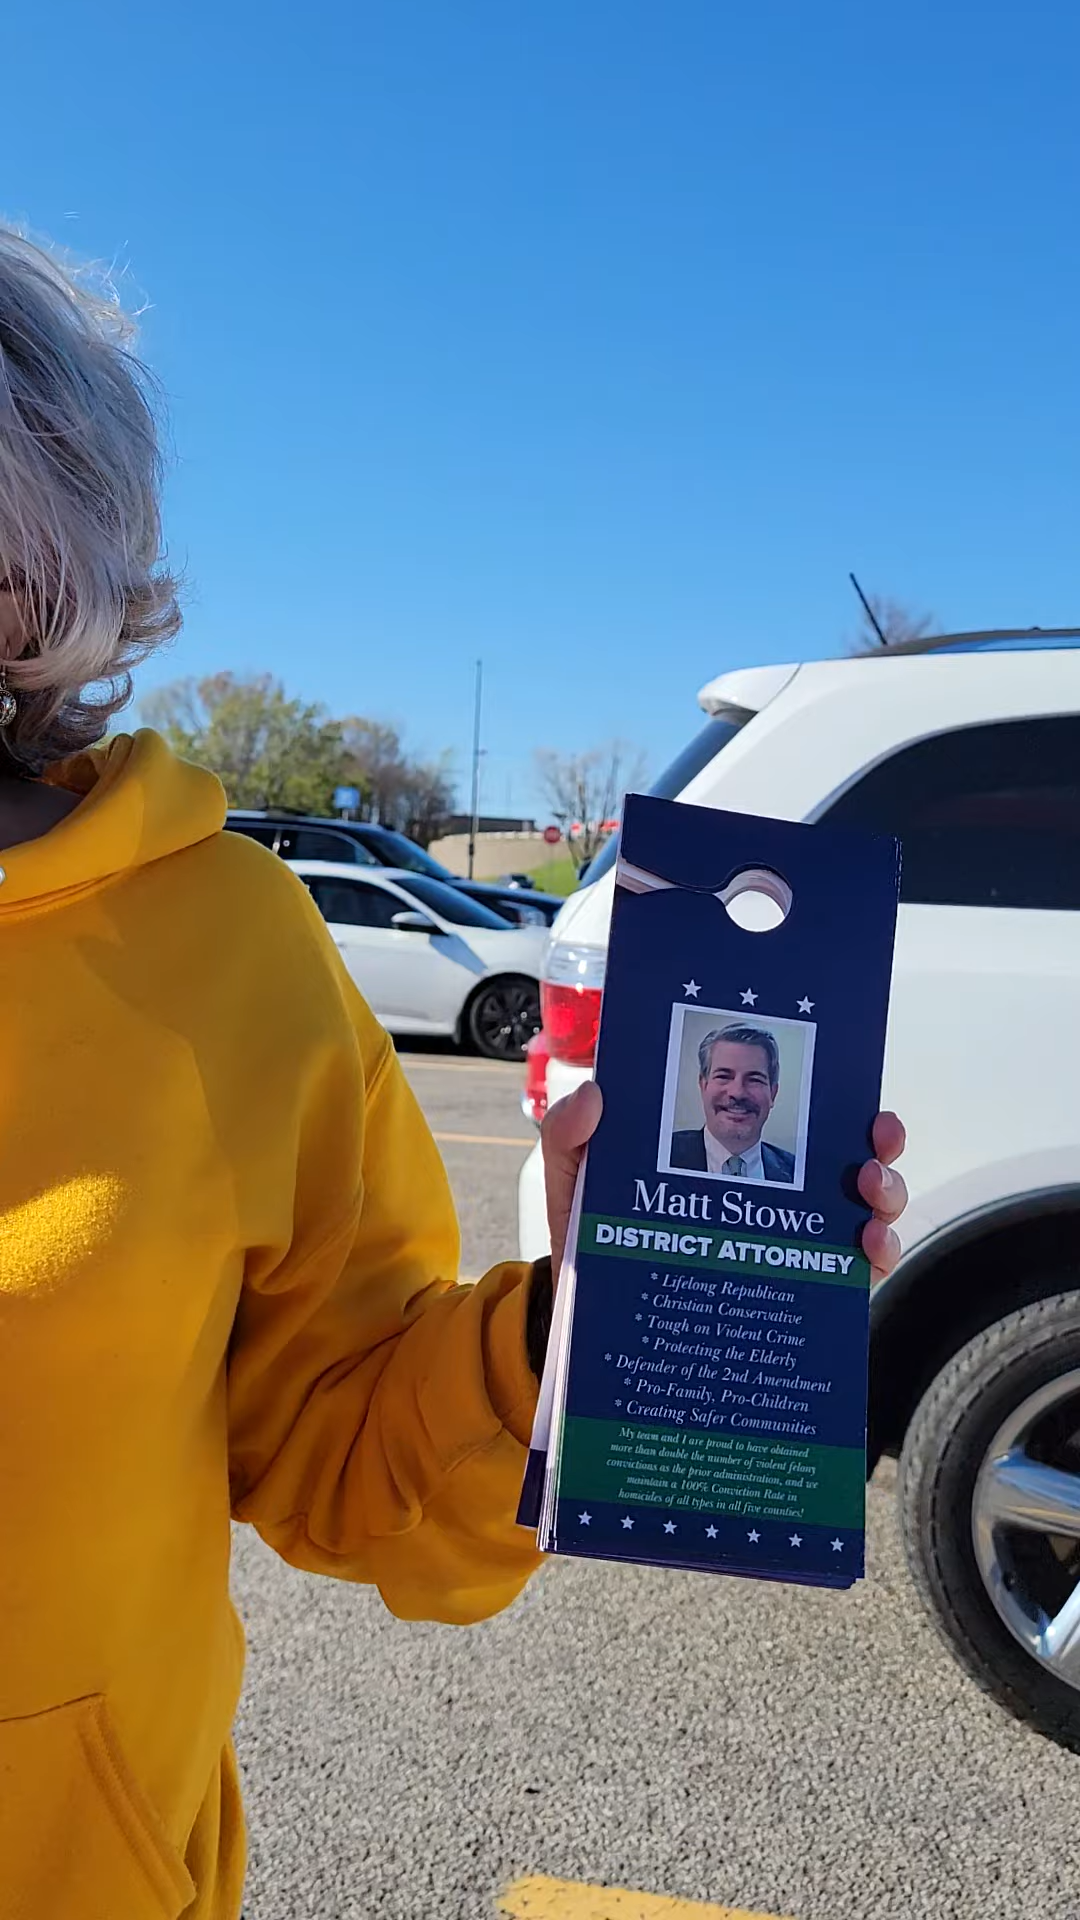 Matt Stowe
DISTRICT ATTORNEY
* Lifelong Republican
* Christian Conservative
* Tough on Violent Crime
* Protecting the Elderly
* Defender of the 2nd Amendment
* Pro-Family, Pro-Children
* Creating Safer Communities
My team and I are proud to have obtained
more than double the number of violent felony
convictions as the prior administration, and we
maintain a 100% Conviction Rate in
homicides of all types in all five counties!